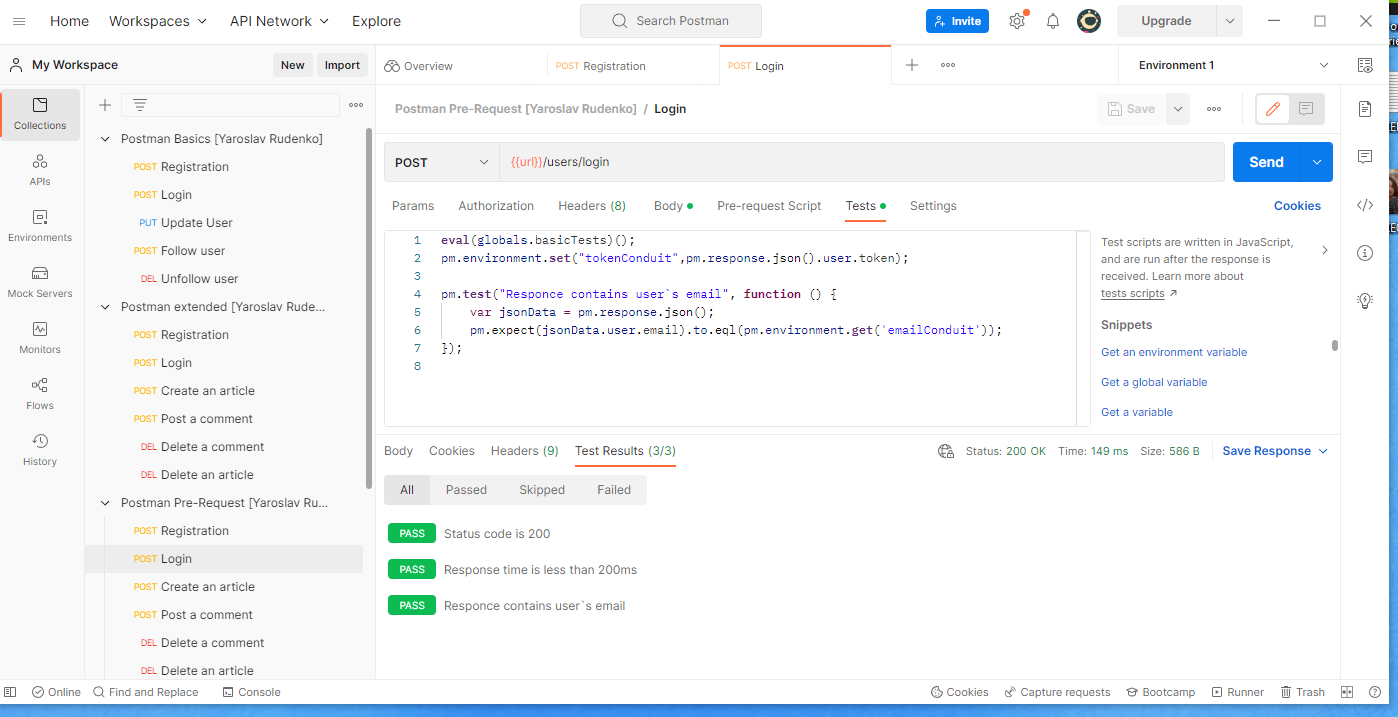 Home Workspaces API Network Explore Search Postman Invite Upgrade
My Workspace New Import Overview POST Registration POST Login Environment 1
Postman Pre-Request [Yaroslav Rudenko] / Login Save
POST {{url}}/users/login Send
Params Authorization Headers (8) Body Pre-request Script Tests Settings Cookies
Collections
APIs
Environments
Mock Servers
Monitors
Flows
History
Postman Basics [Yaroslav Rudenko]
POST Registration
POST Login
PUT Update User
POST Follow user
DEL Unfollow user
Postman extended [Yaroslav Rude...
POST Registration
POST Login
POST Create an article
POST Post a comment
DEL Delete a comment
DEL Delete an article
Postman Pre-Request [Yaroslav Ru...
POST Registration
POST Login
POST Create an article
POST Post a comment
DEL Delete a comment
DEL Delete an article
1 eval(globals.basicTests)();
2 pm.environment.set("tokenConduit",pm.response.json().user.token);
3
4 pm.test("Responce contains user`s email", function () {
5 var jsonData = pm.response.json();
6 pm.expect(jsonData.user.email).to.eql(pm.environment.get('emailConduit'));
7 });
8
Test scripts are written in JavaScript,
and are run after the response is
received. Learn more about
tests scripts ↗
Snippets
Get an environment variable
Get a global variable
Get a variable
Body Cookies Headers (9) Test Results (3/3) Status: 200 OK Time: 149 ms Size: 586 B Save Response
All Passed Skipped Failed
PASS Status code is 200
PASS Response time is less than 200ms
PASS Responce contains user`s email
Online Find and Replace Console Cookies Capture requests Bootcamp Runner Trash